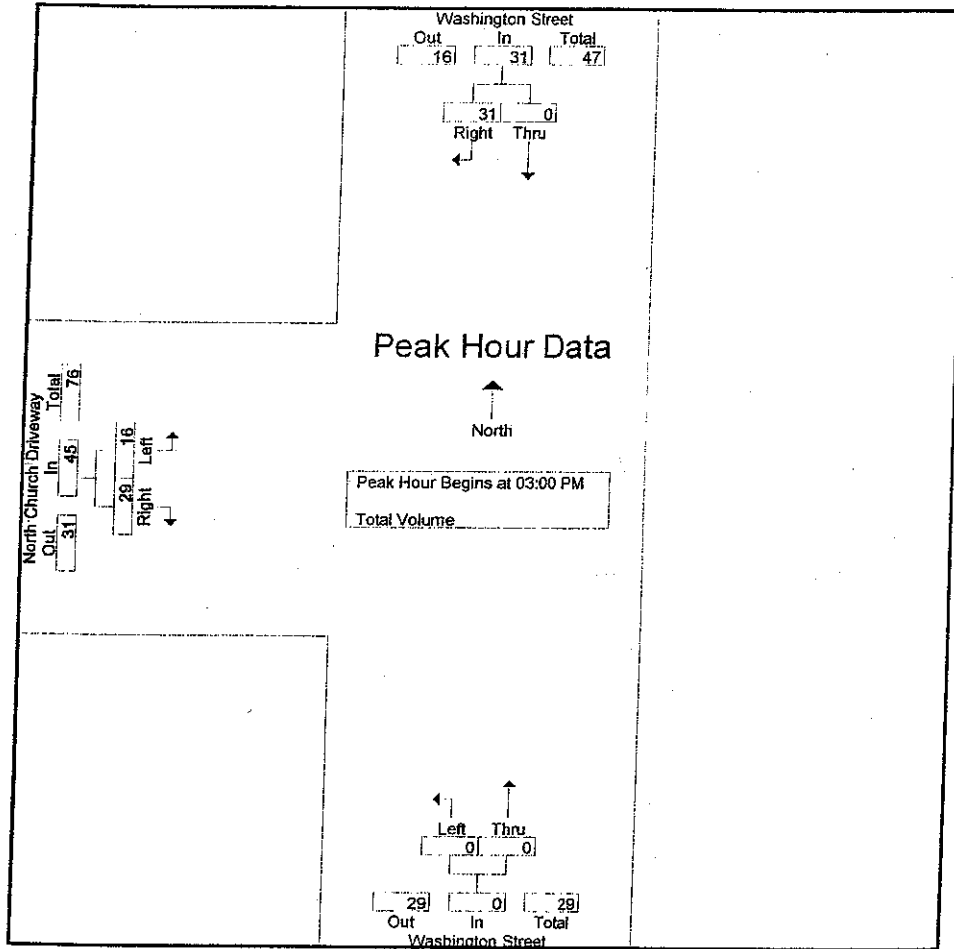 Washington Street
Out In Total
16 31 47
31 0
Right Thru
Peak Hour Data
North
Peak Hour Begins at 03:00 PM
Total Volume
North Church Driveway
Out In Total
31 45 76
29 16
Right Left
Left Thru
0 0
29 0 29
Out In Total
Washington Street